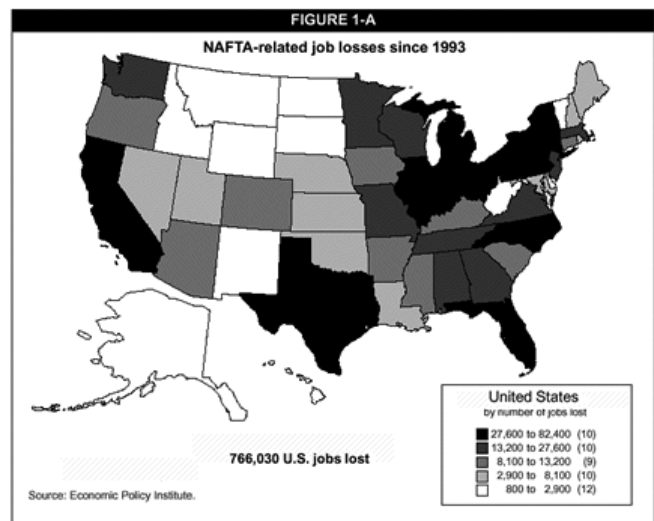 FIGURE 1-A
NAFTA-related job losses since 1993
United States
by number of jobs lost
27,600 to 82,400 (10)
13,200 to 27,600 (10)
8,100 to 13,200 (9)
2,900 to 8,100 (10)
800 to 2,900 (12)
766,030 U.S. jobs lost
Source: Economic Policy Institute.